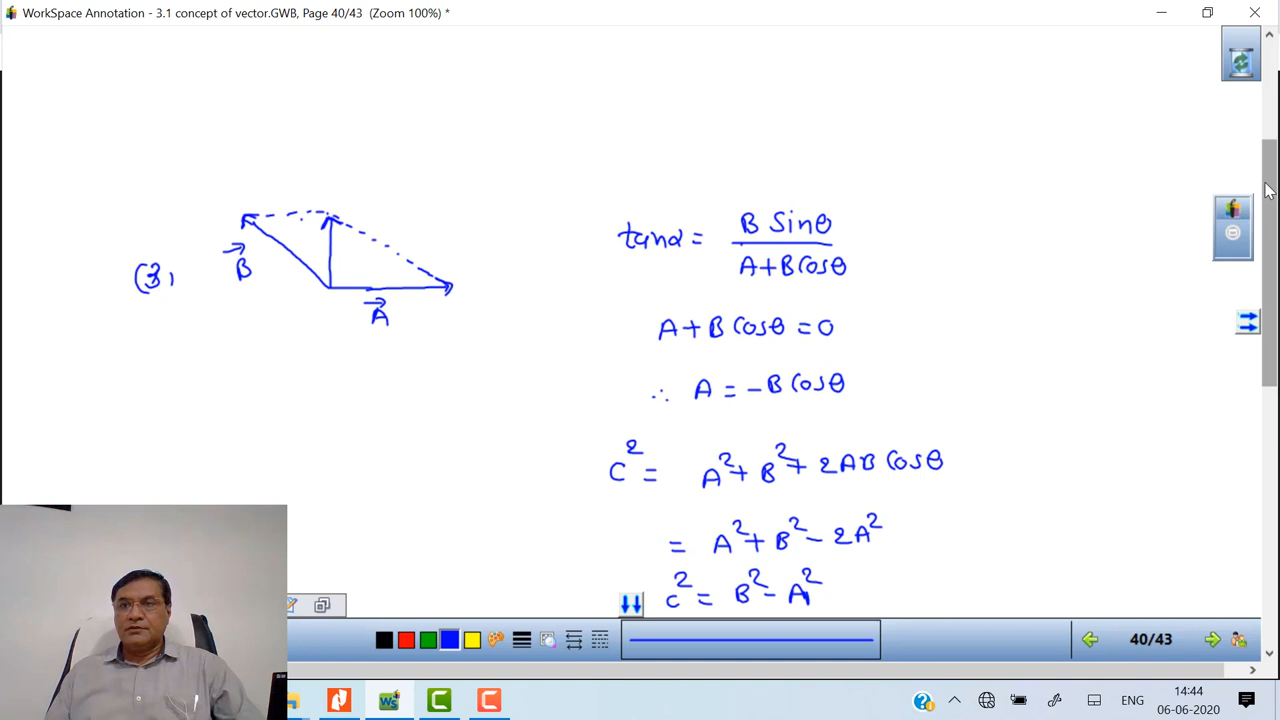 WorkSpace Annotation - 3.1 concept of vector.GWB, Page 40/43 (Zoom 100%) *
(3)
B⃗
A⃗
tanα = B Sinθ / A+BCosθ
A+B Cosθ = 0
∴ A = -B Cosθ
C² = A² + B² + 2AB Cosθ
= A² + B² - 2A²
C² = B² - A²
40/43
WS
C
C
ENG
14:44
06-06-2020